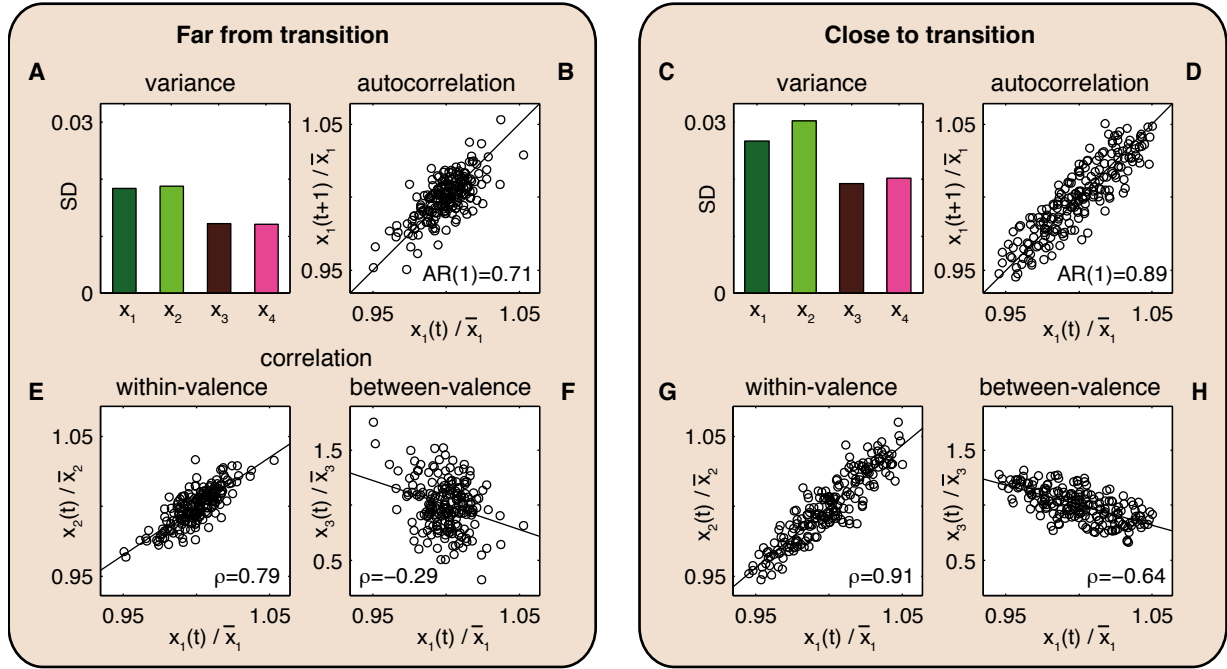 Far from transition
A
variance
0.03
SD
0
x1 x2 x3 x4
autocorrelation
B
1.05
x1(t+1) / x̅1
0.95
AR(1)=0.71
0.95 1.05
x1(t) / x̅1
correlation
E
within-valence
1.05
x2(t) / x̅2
0.95
ρ=0.79
0.95 1.05
x1(t) / x̅1
between-valence
F
1.5
x3(t) / x̅3
0.5
ρ=−0.29
0.95 1.05
x1(t) / x̅1
Close to transition
C
variance
0.03
SD
0
x1 x2 x3 x4
autocorrelation
D
1.05
x1(t+1) / x̅1
0.95
AR(1)=0.89
0.95 1.05
x1(t) / x̅1
G
within-valence
1.05
x2(t) / x̅2
0.95
ρ=0.91
0.95 1.05
x1(t) / x̅1
between-valence
H
1.5
x3(t) / x̅3
0.5
ρ=−0.64
0.95 1.05
x1(t) / x̅1